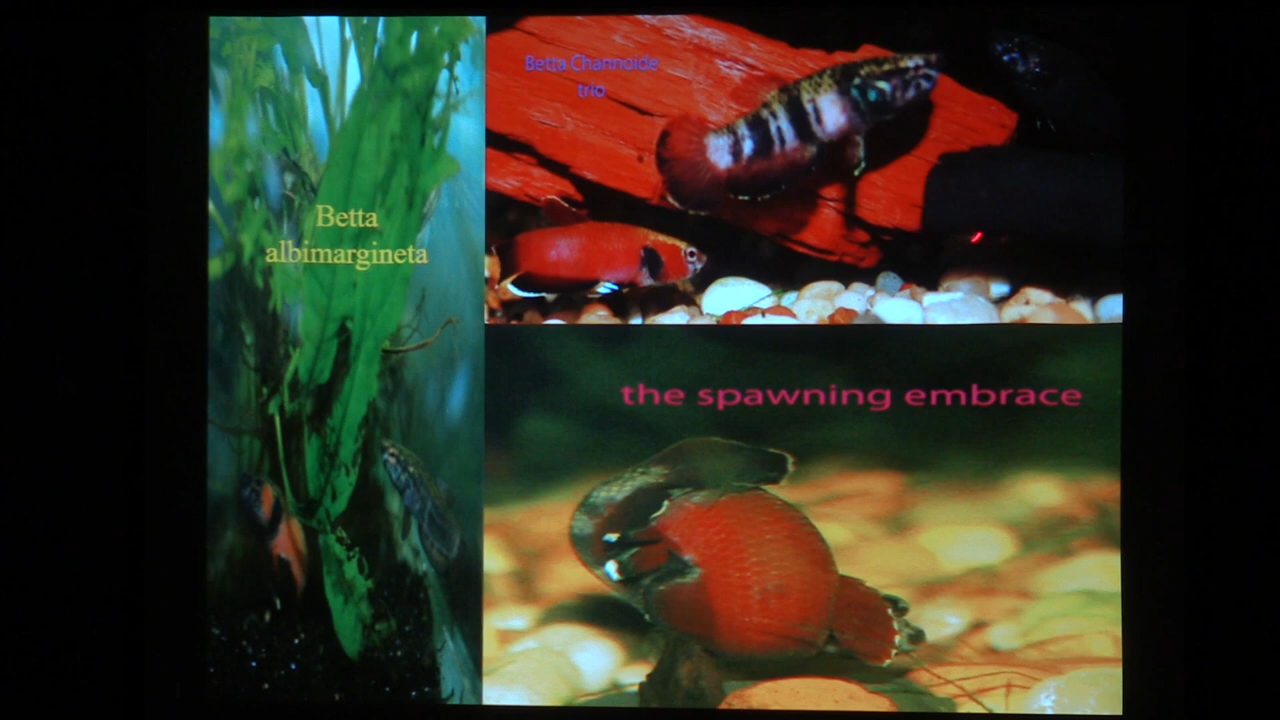 Betta
albimargineta
Betta Channoide
trio
the spawning embrace